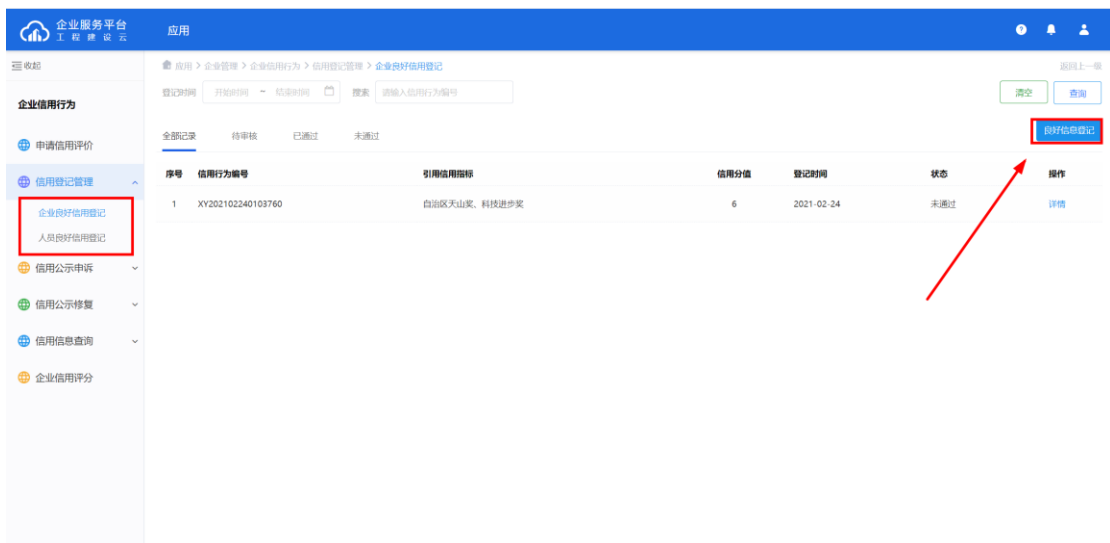 企业服务平台
工程建设云
应用
收起
应用 > 企业管理 > 企业信用行为 > 信用登记管理 > 企业良好信用登记
返回上一级
登记时间 开始时间 - 结束时间 搜索 请输入信用行为编号
清空 查询
企业信用行为
全部记录 待审核 已通过 未通过
良好信息登记
申请信用评价
信用登记管理
企业良好信用登记
人员良好信用登记
信用公示申诉
信用公示修复
信用信息查询
企业信用评分
序号 信用行为编号 引用信用指标 信用分值 登记时间 状态 操作
1 XY202102240103760 自治区天山奖、科技进步奖 6 2021-02-24 未通过 详情